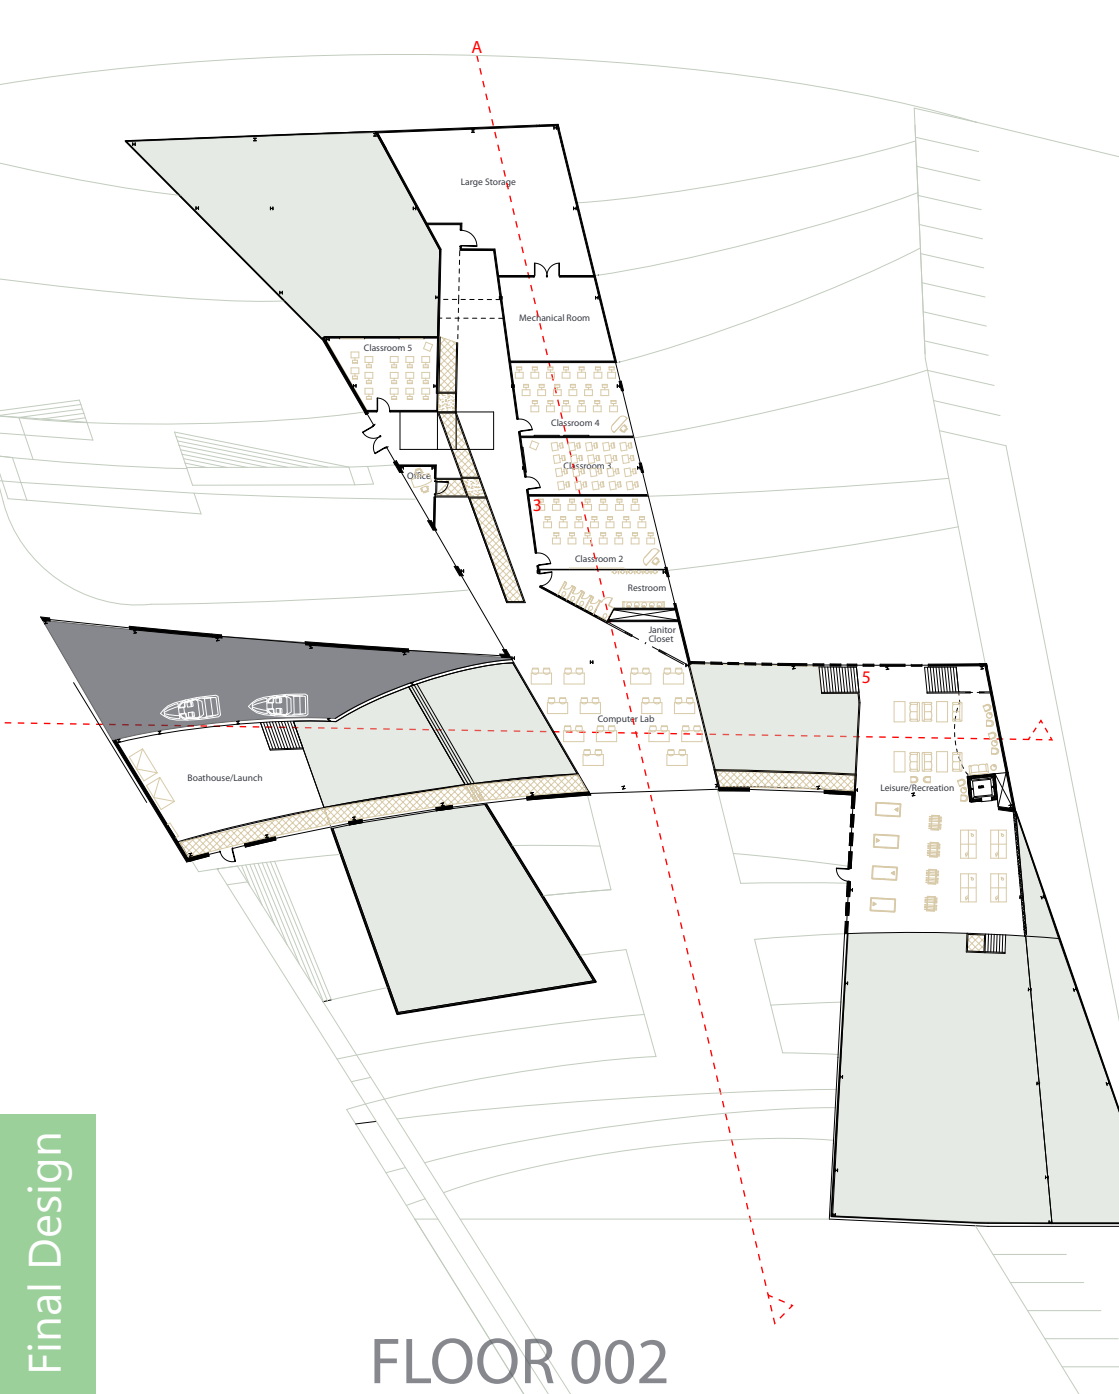 A
Large Storage
Mechanical Room
Classroom 5
Classroom 4
Classroom 3
Office
3
Classroom 2
Restroom
Janitor
Closet
5
Computer Lab
Boathouse/Launch
Leisure/Recreation
Final Design
FLOOR 002